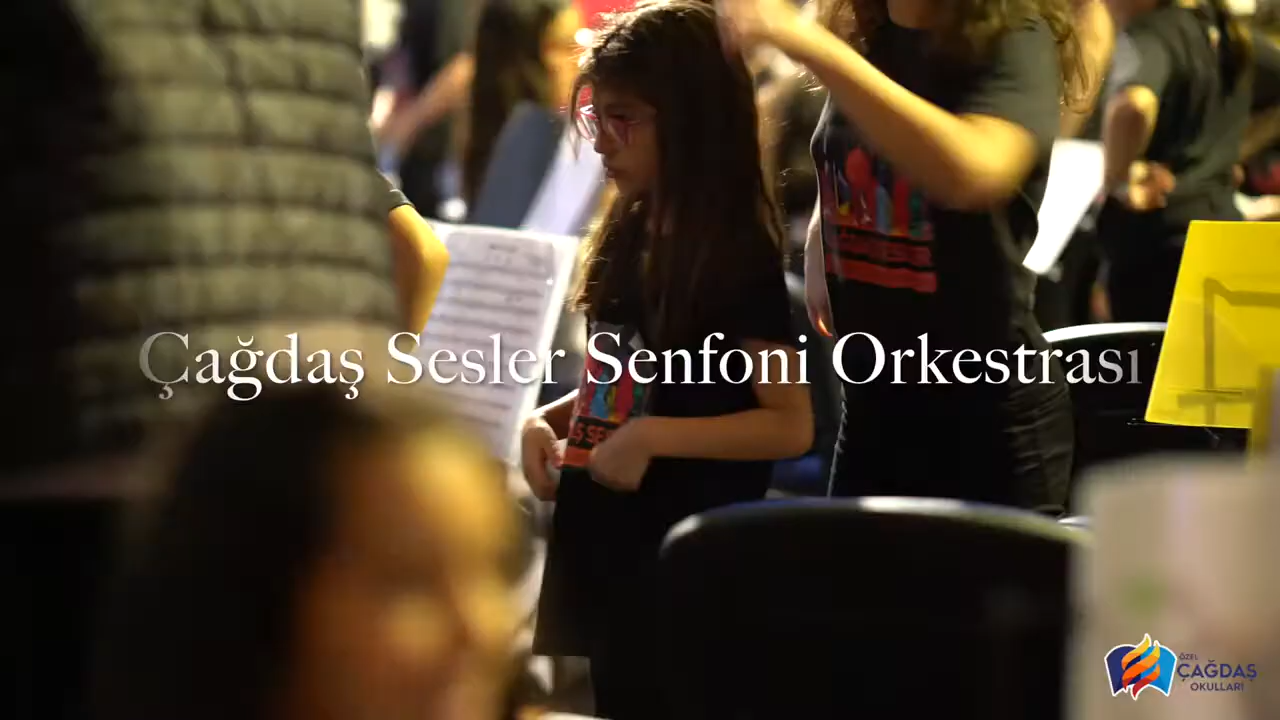 Çağdaş Sesler Senfoni Orkestrası
ÖZEL
ÇAĞDAŞ
OKULLARI